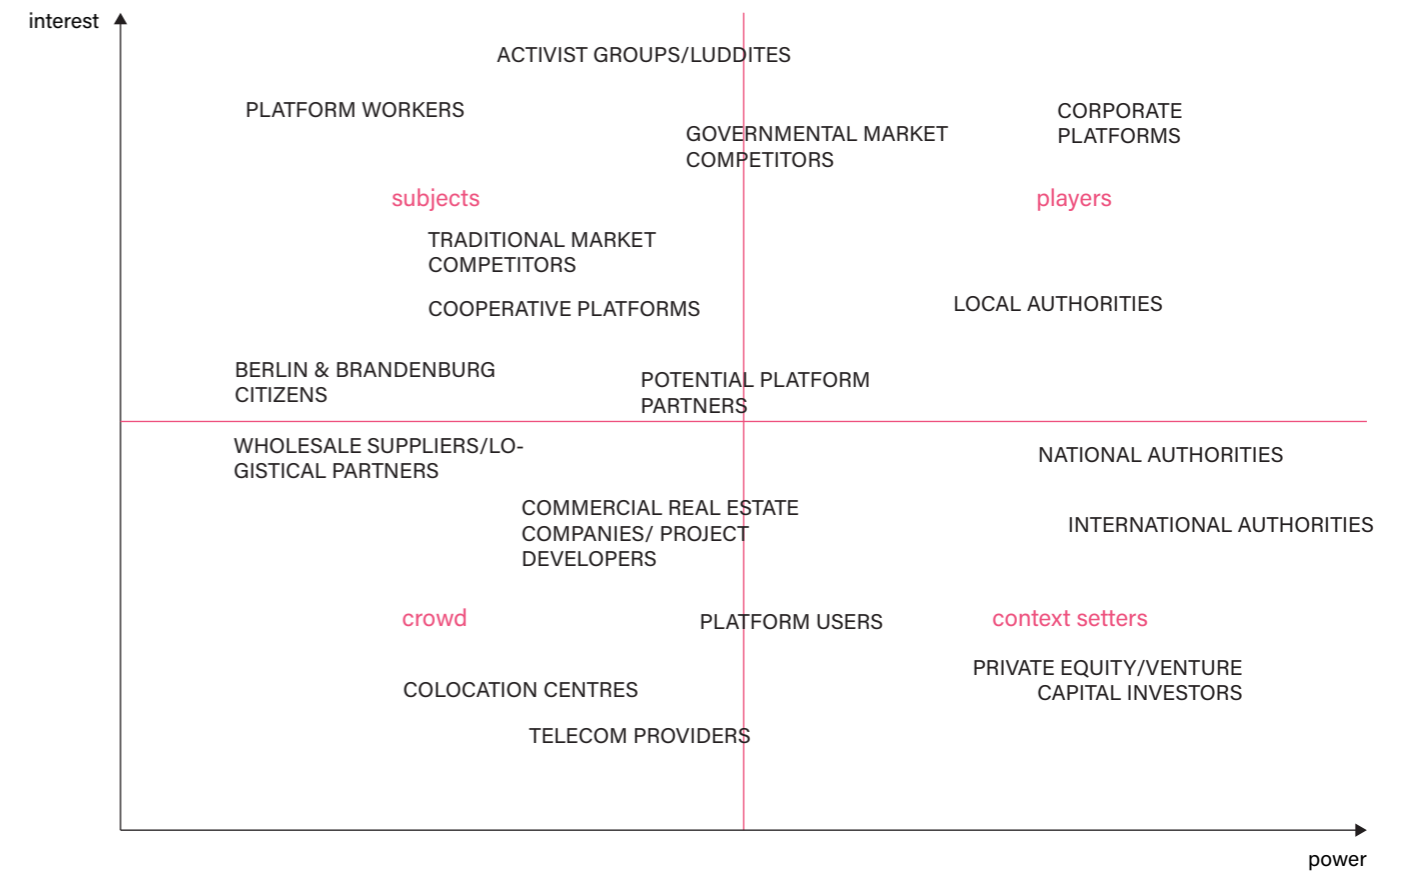 interest
ACTIVIST GROUPS/LUDDITES
PLATFORM WORKERS
CORPORATE
PLATFORMS
GOVERNMENTAL MARKET
COMPETITORS
subjects
players
TRADITIONAL MARKET
COMPETITORS
COOPERATIVE PLATFORMS
LOCAL AUTHORITIES
BERLIN & BRANDENBURG
CITIZENS
POTENTIAL PLATFORM
PARTNERS
WHOLESALE SUPPLIERS/LO-
GISTICAL PARTNERS
NATIONAL AUTHORITIES
COMMERCIAL REAL ESTATE
COMPANIES/ PROJECT
DEVELOPERS
INTERNATIONAL AUTHORITIES
crowd
PLATFORM USERS
context setters
PRIVATE EQUITY/VENTURE
CAPITAL INVESTORS
COLOCATION CENTRES
TELECOM PROVIDERS
power